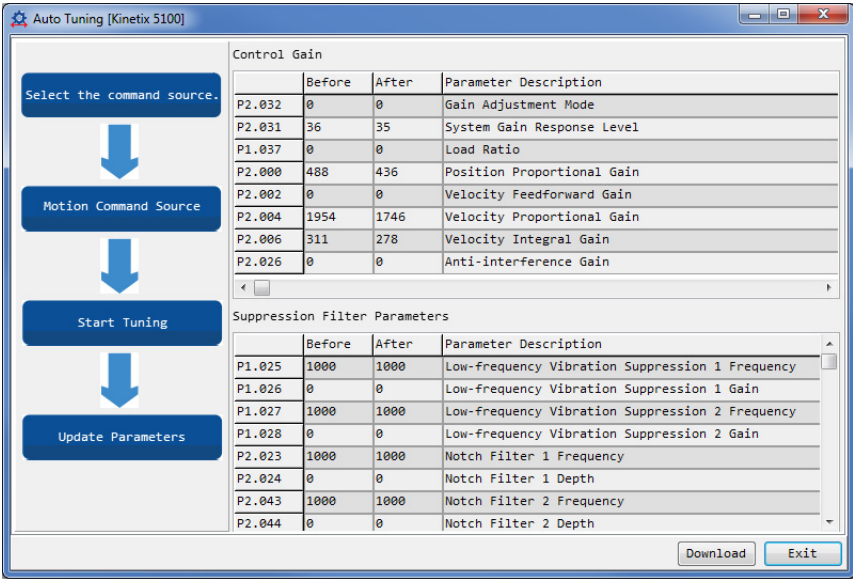 Auto Tuning [Kinetix 5100]
Select the command source.
Motion Command Source
Start Tuning
Update Parameters
Control Gain
Before After Parameter Description
P2.032 0 0 Gain Adjustment Mode
P2.031 36 35 System Gain Response Level
P1.037 0 0 Load Ratio
P2.000 488 436 Position Proportional Gain
P2.002 0 0 Velocity Feedforward Gain
P2.004 1954 1746 Velocity Proportional Gain
P2.006 311 278 Velocity Integral Gain
P2.026 0 0 Anti-interference Gain
Suppression Filter Parameters
Before After Parameter Description
P1.025 1000 1000 Low-frequency Vibration Suppression 1 Frequency
P1.026 0 0 Low-frequency Vibration Suppression 1 Gain
P1.027 1000 1000 Low-frequency Vibration Suppression 2 Frequency
P1.028 0 0 Low-frequency Vibration Suppression 2 Gain
P2.023 1000 1000 Notch Filter 1 Frequency
P2.024 0 0 Notch Filter 1 Depth
P2.043 1000 1000 Notch Filter 2 Frequency
P2.044 0 0 Notch Filter 2 Depth
Download Exit